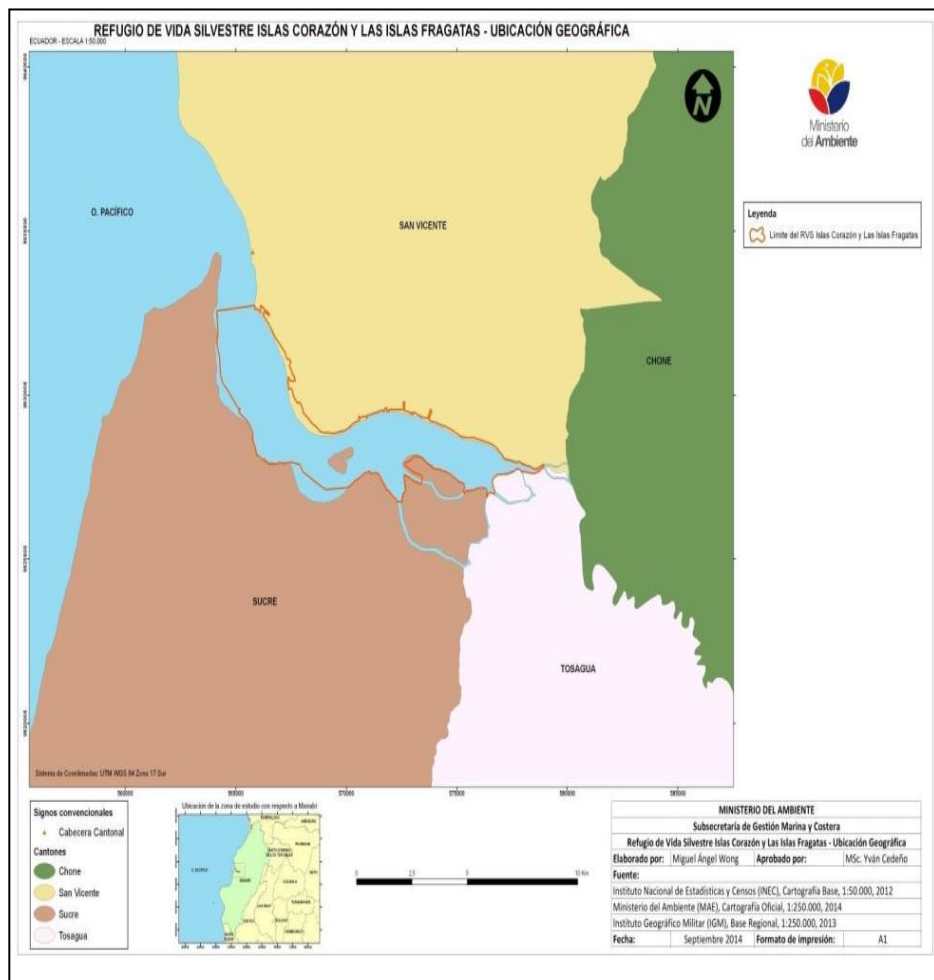 REFUGIO DE VIDA SILVESTRE ISLAS CORAZÓN Y LAS ISLAS FRAGATAS - UBICACIÓN GEOGRÁFICA
ECUADOR - ESCALA 1:50.000
Ministerio
del Ambiente
O. PACÍFICO
SAN VICENTE
CHONE
SUCRE
TOSAGUA
Leyenda
Límite del RVS Islas Corazón y Las Islas Fragatas
Sistema de Coordenadas: UTM WGS 84 Zona 17 Sur
Signos convencionales
Cabecera Cantonal
Cantones
Chone
San Vicente
Sucre
Tosagua
Ubicación de la zona de estudio con respecto a Manabí
0 2,5 5 10 Km
MINISTERIO DEL AMBIENTE
Subsecretaría de Gestión Marina y Costera
Refugio de Vida Silvestre Islas Corazón y Las Islas Fragatas - Ubicación Geográfica
Elaborado por: Miguel Ángel Wong Aprobado por: MSc. Yván Cedeño
Fuente:
Instituto Nacional de Estadísticas y Censos (INEC), Cartografía Base, 1:50.000, 2012
Ministerio del Ambiente (MAE), Cartografía Oficial, 1:250.000, 2014
Instituto Geográfico Militar (IGM), Base Regional, 1:250.000, 2013
Fecha: Septiembre 2014 Formato de impresión: A1